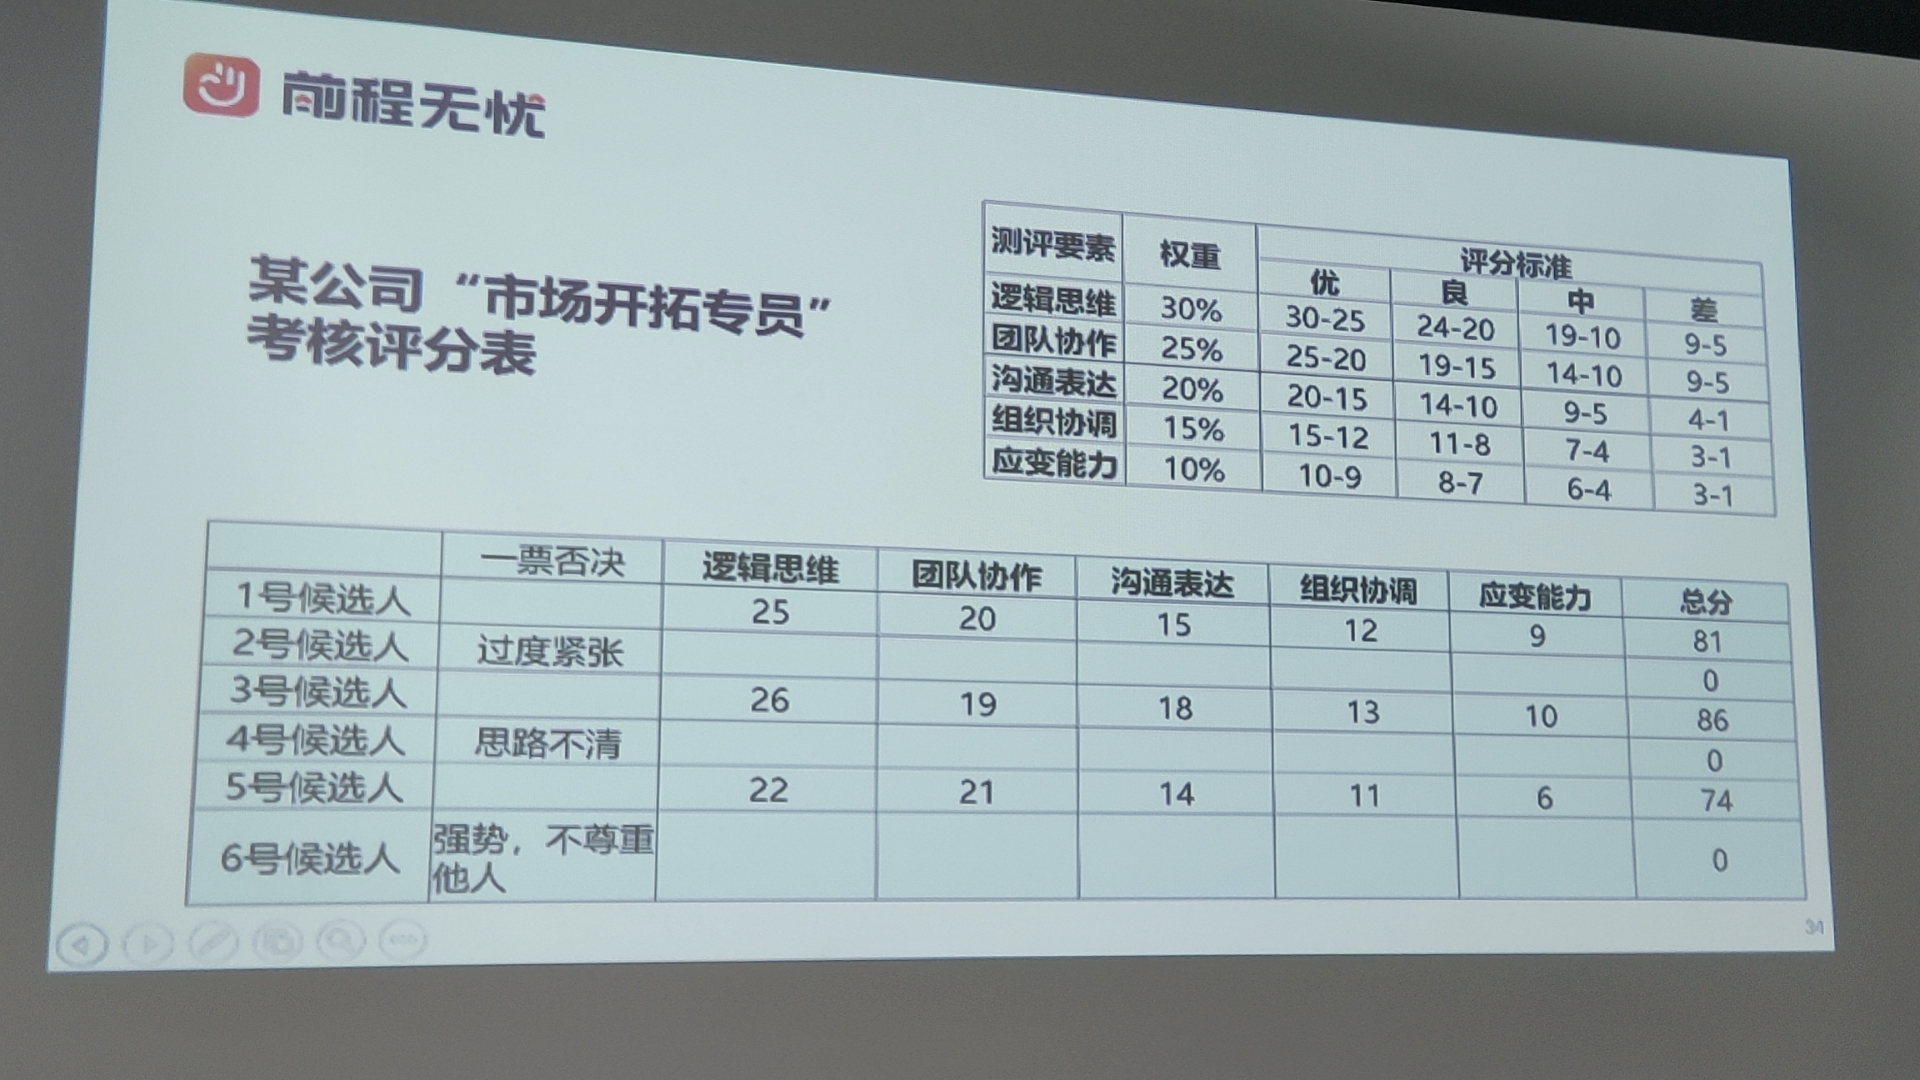 前程无忧
某公司“市场开拓专员”
考核评分表
测评要素 权重 评分标准
优 良 中 差
逻辑思维 30% 30-25 24-20 19-10 9-5
团队协作 25% 25-20 19-15 14-10 9-5
沟通表达 20% 20-15 14-10 9-5 4-1
组织协调 15% 15-12 11-8 7-4 3-1
应变能力 10% 10-9 8-7 6-4 3-1
一票否决 逻辑思维 团队协作 沟通表达 组织协调 应变能力 总分
1号候选人 25 20 15 12 9 81
2号候选人 过度紧张 0
3号候选人 26 19 18 13 10 86
4号候选人 思路不清 0
5号候选人 22 21 14 11 6 74
6号候选人 强势，不尊重
他人 0
34